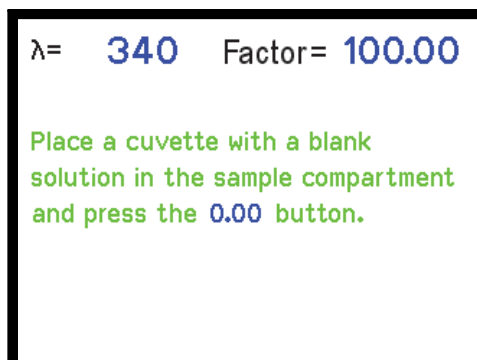 λ= 340 Factor= 100.00
Place a cuvette with a blank
solution in the sample compartment
and press the 0.00 button.